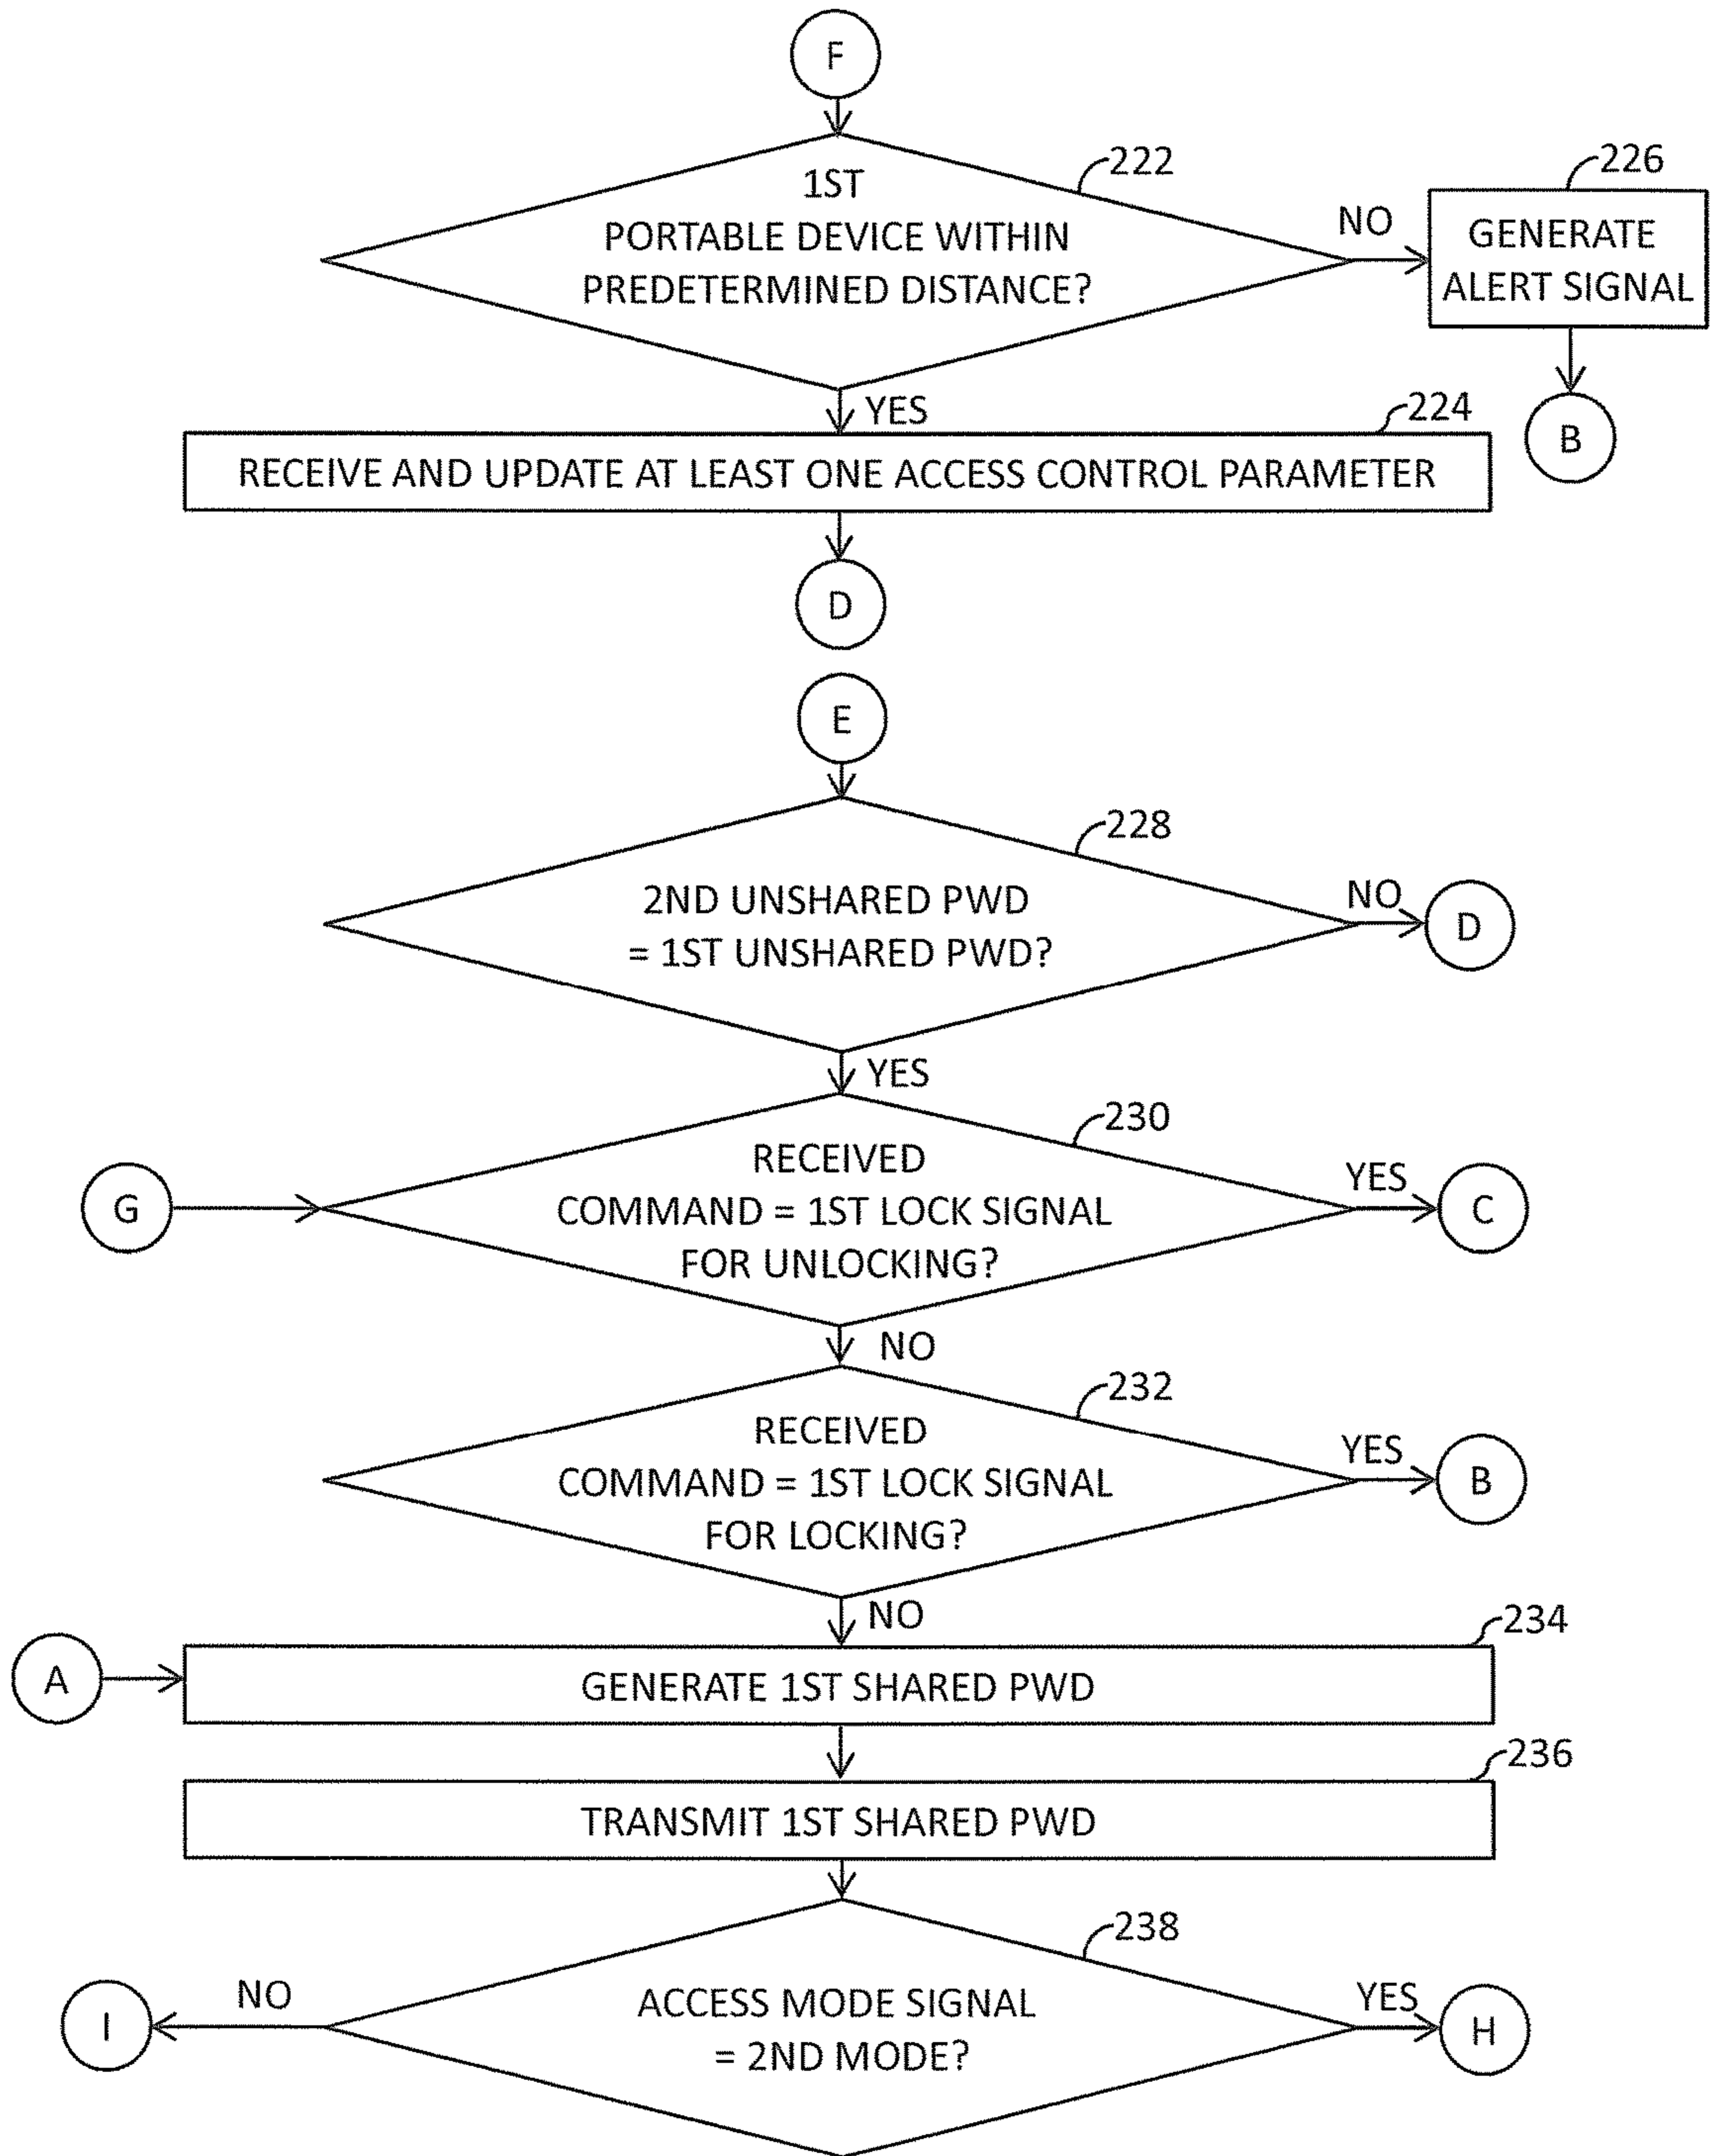 F
222
1ST
PORTABLE DEVICE WITHIN
PREDETERMINED DISTANCE?
NO
226
GENERATE
ALERT SIGNAL
B
YES
224
RECEIVE AND UPDATE AT LEAST ONE ACCESS CONTROL PARAMETER
D
E
228
2ND UNSHARED PWD
= 1ST UNSHARED PWD?
NO
D
YES
230
G
RECEIVED
COMMAND = 1ST LOCK SIGNAL
FOR UNLOCKING?
YES
C
NO
232
RECEIVED
COMMAND = 1ST LOCK SIGNAL
FOR LOCKING?
YES
B
NO
234
A
GENERATE 1ST SHARED PWD
236
TRANSMIT 1ST SHARED PWD
238
ACCESS MODE SIGNAL
= 2ND MODE?
NO
I
YES
H